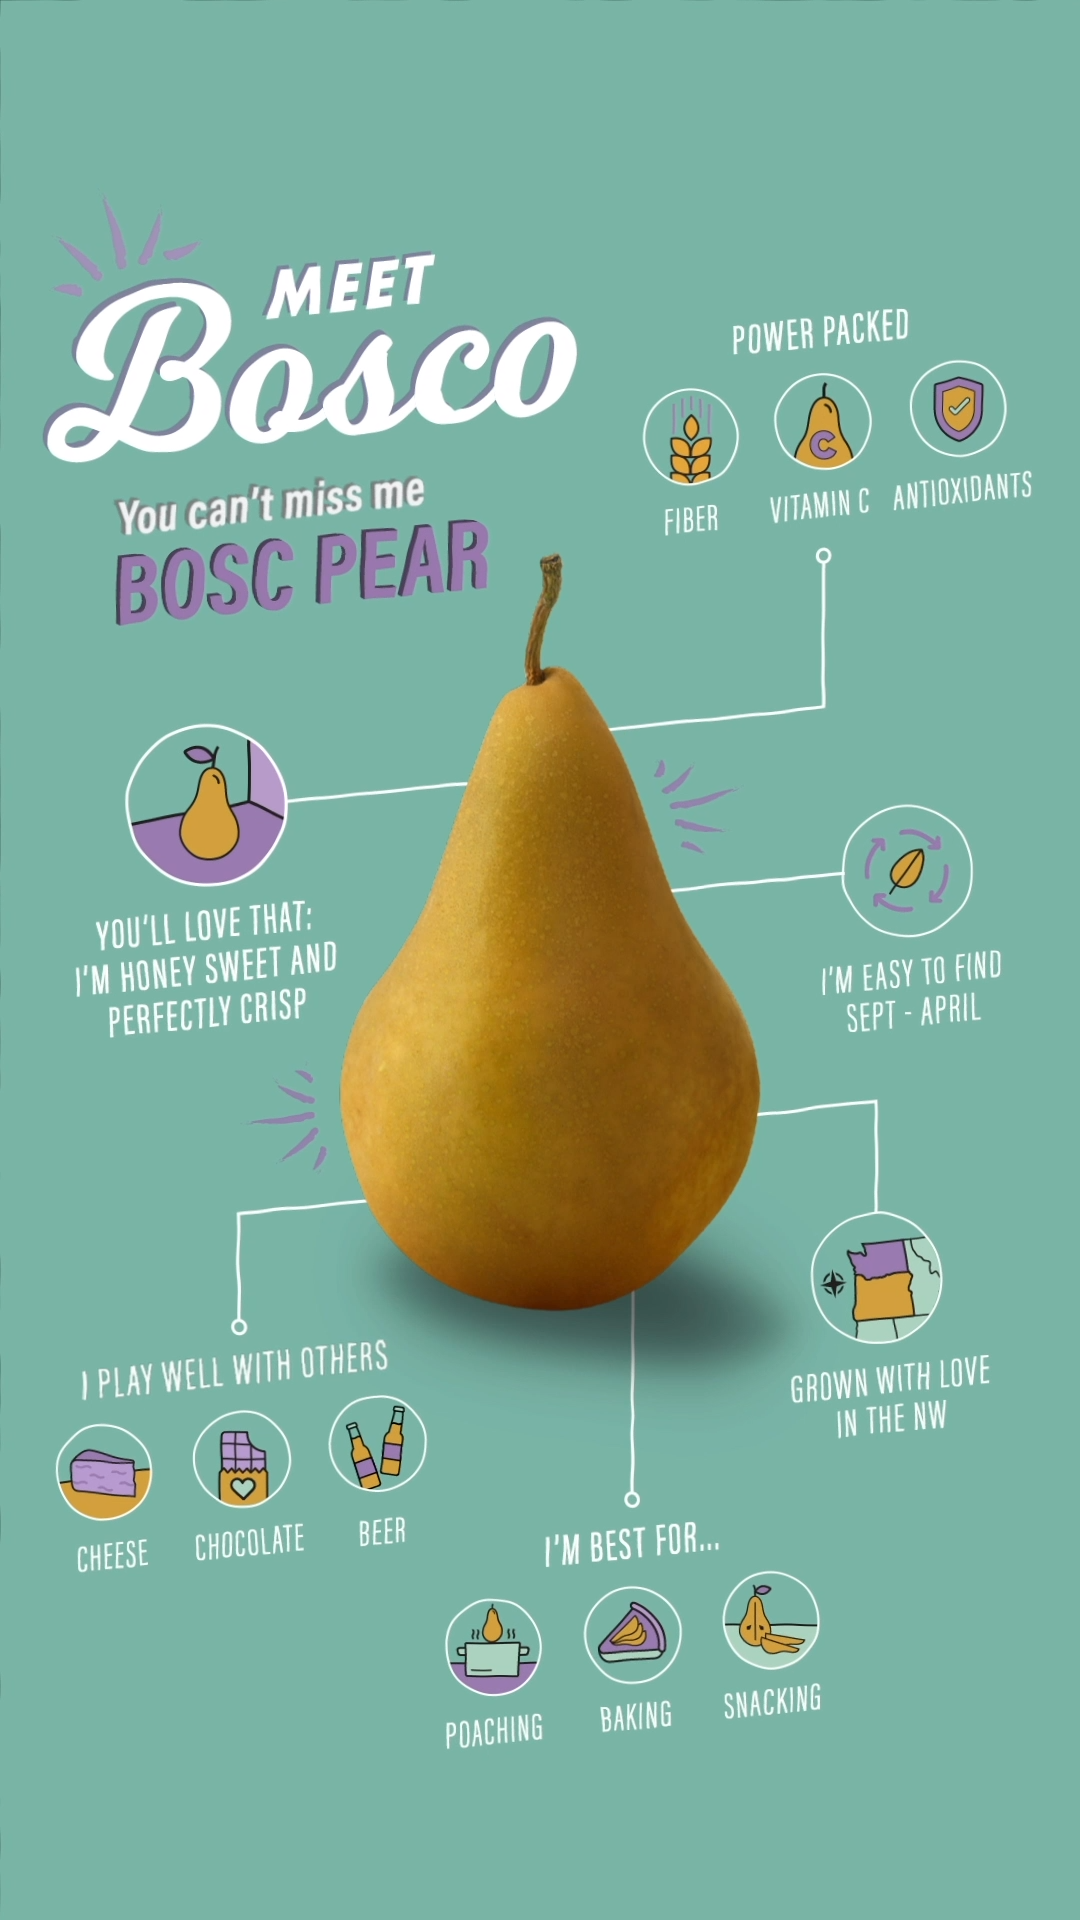 MEET
Bosco
You can't miss me
BOSC PEAR
POWER PACKED
FIBER
VITAMIN C
C
ANTIOXIDANTS
YOU'LL LOVE THAT:
I'M HONEY SWEET AND
PERFECTLY CRISP
I'M EASY TO FIND
SEPT - APRIL
GROWN WITH LOVE
IN THE NW
I PLAY WELL WITH OTHERS
CHEESE
CHOCOLATE
BEER
I'M BEST FOR...
POACHING
BAKING
SNACKING